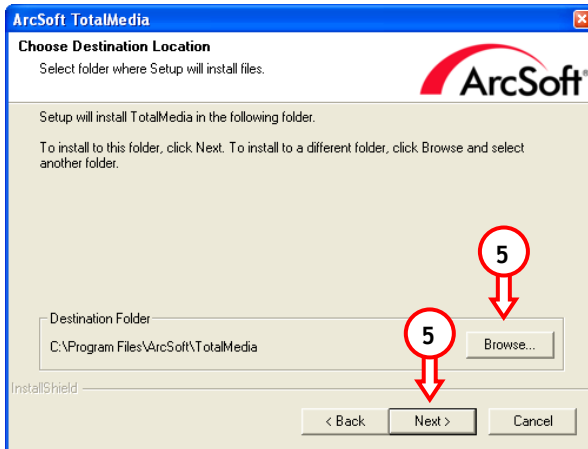 ArcSoft TotalMedia
Choose Destination Location
Select folder where Setup will install files.
ArcSoft®
Setup will install TotalMedia in the following folder.
To install to this folder, click Next. To install to a different folder, click Browse and select
another folder.
5
Destination Folder
5
C:\Program Files\ArcSoft\TotalMedia
Browse...
InstallShield
< Back
Next >
Cancel